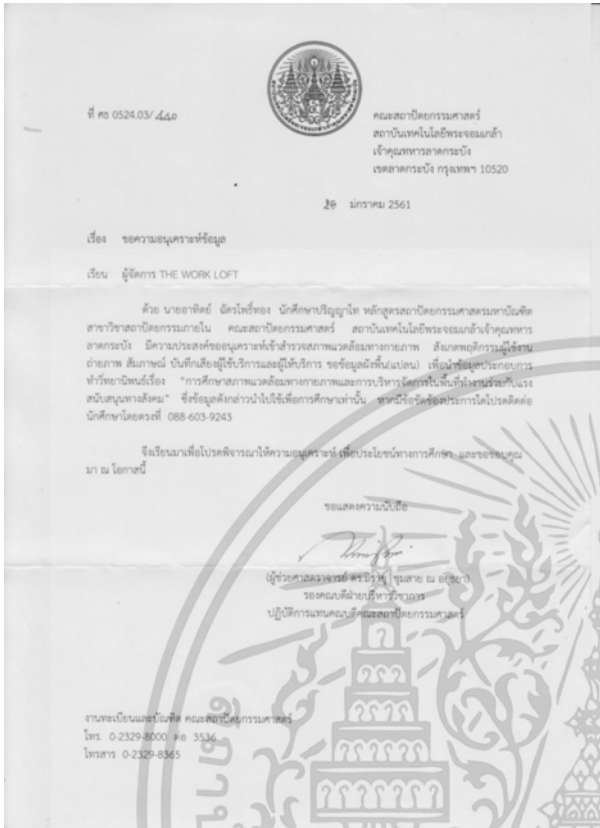 ที่ ศธ 0524.03/๔๔๐
คณะสถาปัตยกรรมศาสตร์
สถาบันเทคโนโลยีพระจอมเกล้า
เจ้าคุณทหารลาดกระบัง
เขตลาดกระบัง กรุงเทพฯ 10520
มกราคม 2561
เรื่อง ขอความอนุเคราะห์ข้อมูล
เรียน ผู้จัดการ THE WORK LOFT
ด้วย นายอาทิตย์ ฉัตรโพธิ์ทอง นักศึกษาปริญญาโท หลักสูตรสถาปัตยกรรมศาสตรมหาบัณฑิต
สาขาวิชาสถาปัตยกรรมภายใน คณะสถาปัตยกรรมศาสตร์ สถาบันเทคโนโลยีพระจอมเกล้าเจ้าคุณทหาร
ลาดกระบัง มีความประสงค์ขออนุเคราะห์เข้าสำรวจสภาพแวดล้อมทางกายภาพ สังเกตพฤติกรรมผู้ใช้งาน
ถ่ายภาพ สัมภาษณ์ บันทึกเสียงผู้ใช้บริการและผู้ให้บริการ ขอข้อมูลผังพื้น(แปลน) เพื่อนำข้อมูลประกอบการ
ทำวิทยานิพนธ์เรื่อง "การศึกษาสภาพแวดล้อมทางกายภาพและการบริหารจัดการในพื้นที่ทำงานร่วมกับแรง
สนับสนุนทางสังคม" ซึ่งข้อมูลดังกล่าวนำไปใช้เพื่อการศึกษาเท่านั้น หากมีข้อขัดข้องประการใดโปรดติดต่อ
นักศึกษาโดยตรงที่ 088-603-9243
จึงเรียนมาเพื่อโปรดพิจารณาให้ความอนุเคราะห์ เพื่อประโยชน์ทางการศึกษา และขอขอบคุณ
มา ณ โอกาสนี้
ขอแสดงความนับถือ
(ผู้ช่วยศาสตราจารย์ ชุมสาย ณ อยุธยา)
รองคณบดีฝ่ายบริหารวิชาการ
ปฏิบัติการแทนคณบดีคณะสถาปัตยกรรมศาสตร์
งานทะเบียนและบัณฑิต คณะสถาปัตยกรรมศาสตร์
โทร. 0-2329-8000 ต่อ 3536
โทรสาร 0-2329-8365